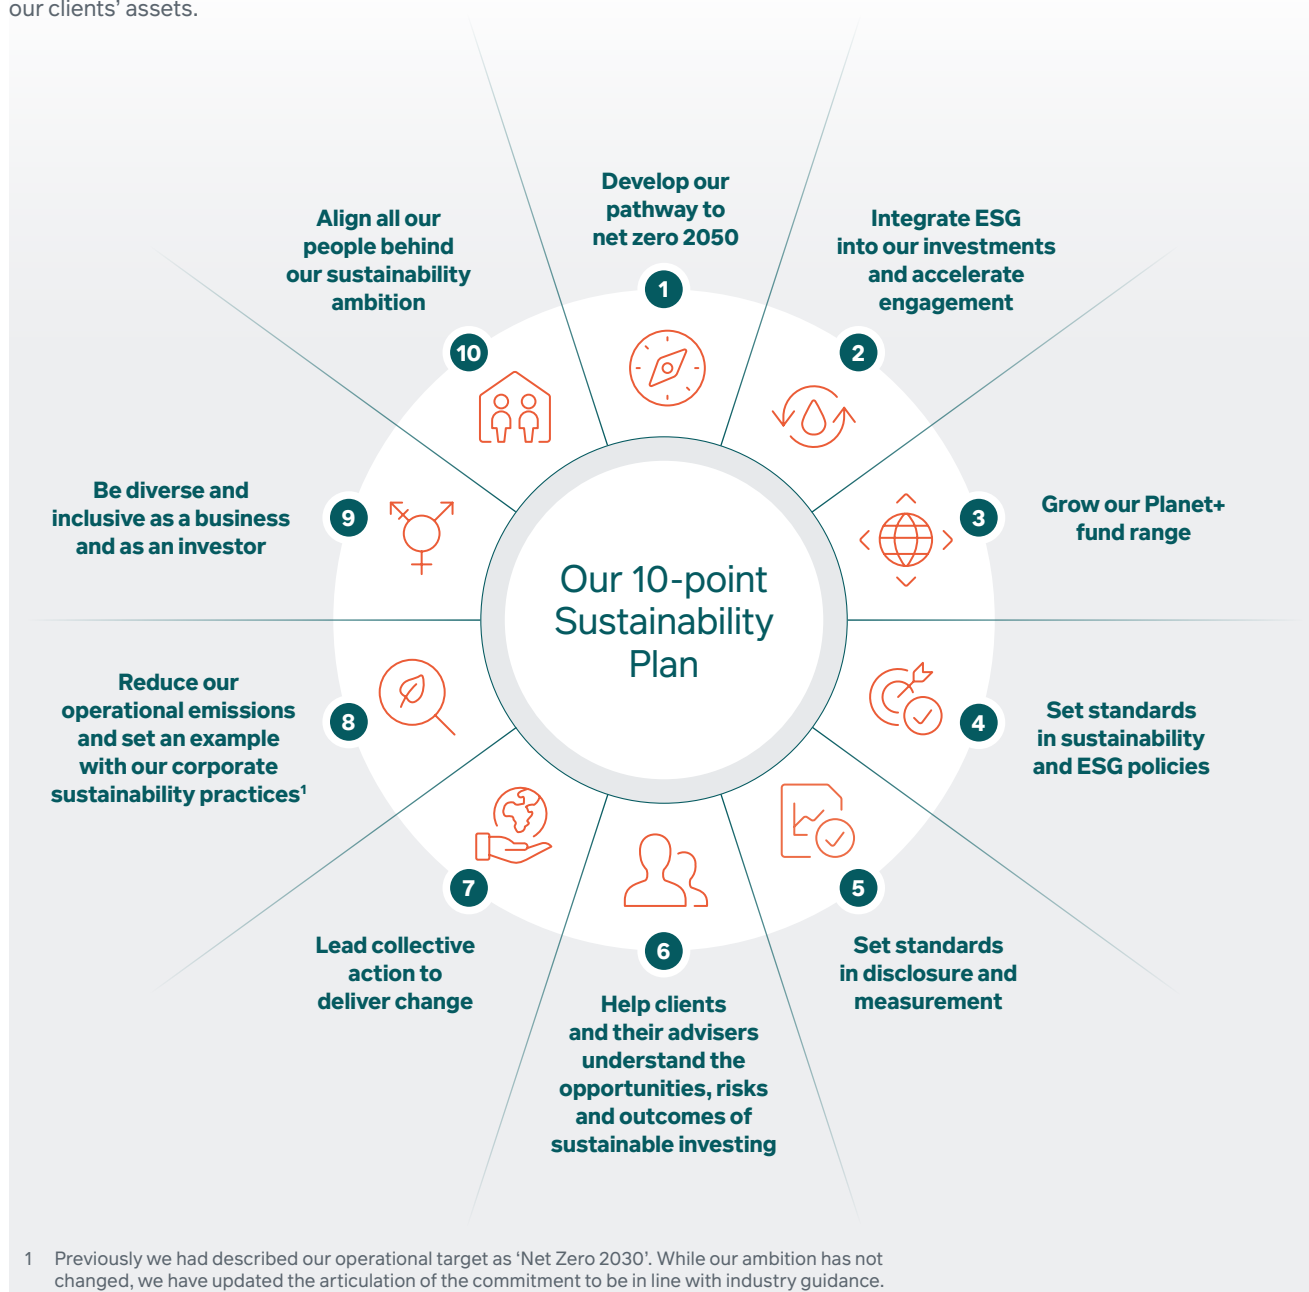 our clients’ assets.
Develop our
pathway to
net zero 2050
1
Integrate ESG
into our investments
and accelerate
engagement
2
3
Grow our Planet+
fund range
4
Set standards
in sustainability
and ESG policies
5
Set standards
in disclosure and
measurement
6
Help clients
and their advisers
understand the
opportunities, risks
and outcomes of
sustainable investing
7
Lead collective
action to
deliver change
Reduce our
operational emissions
and set an example
with our corporate
sustainability practices¹
8
Be diverse and
inclusive as a business
and as an investor
9
Align all our
people behind
our sustainability
ambition
10
Our 10-point
Sustainability
Plan
1 Previously we had described our operational target as ‘Net Zero 2030’. While our ambition has not
changed, we have updated the articulation of the commitment to be in line with industry guidance.